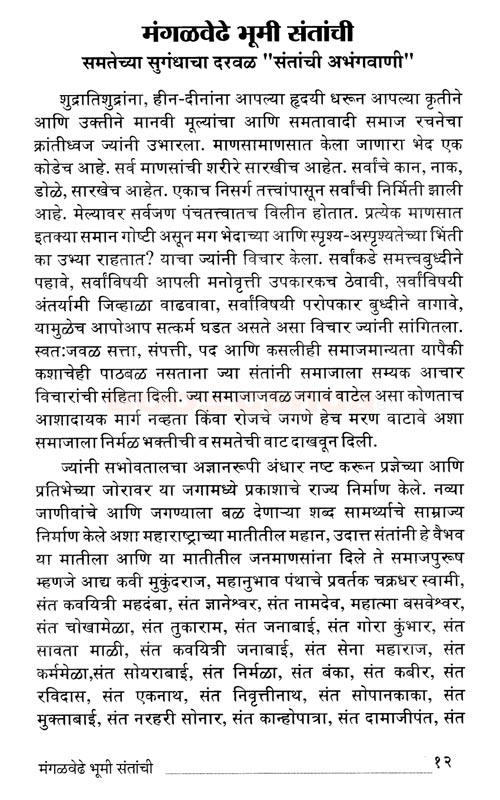 मंगळवेढे भूमी संतांची
समतेच्या सुगंधाचा दरवळ "संतांची अभंगवाणी"
शुद्रातिशुद्रांना, हीन-दीनांना आपल्या हृदयी धरून आपल्या कृतीने
आणि उक्तीने मानवी मूल्यांचा आणि समतावादी समाज रचनेचा
क्रांतीध्वज ज्यांनी उभारला. माणसामाणसात केला जाणारा भेद एक
कोडेच आहे. सर्व माणसांची शरीरे सारखीच आहेत. सर्वांचे कान, नाक,
डोळे, सारखेच आहेत. एकाच निसर्ग तत्त्वांपासून सर्वांची निर्मिती झाली
आहे. मेल्यावर सर्वजण पंचतत्त्वातच विलीन होतात. प्रत्येक माणसात
इतक्या समान गोष्टी असून मग भेदाच्या आणि स्पृश्य-अस्पृश्यतेच्या भिंती
का उभ्या राहतात? याचा ज्यांनी विचार केला. सर्वांकडे समत्त्वबुध्दीने
पहावे, सर्वांविषयी आपली मनोवृत्ती उपकारकच ठेवावी, सर्वांविषयी
अंतर्यामी जिव्हाळा वाढवावा, सर्वांविषयी परोपकार बुध्दीने वागावे,
यामुळेच आपोआप सत्कर्म घडत असते असा विचार ज्यांनी सांगितला.
स्वत:जवळ सत्ता, संपत्ती, पद आणि कसलीही समाजमान्यता यापैकी
कशाचेही पाठबळ नसताना ज्या संतांनी समाजाला सम्यक आचार
विचारांची संहिता दिली. ज्या समाजाजवळ जगावं वाटेल असा कोणताच
आशादायक मार्ग नव्हता किंवा रोजचे जगणे हेच मरण वाटावे अशा
समाजाला निर्मळ भक्तीची व समतेची वाट दाखवून दिली.
ज्यांनी सभोवतालचा अज्ञानरूपी अंधार नष्ट करून प्रज्ञेच्या आणि
प्रतिभेच्या जोरावर या जगामध्ये प्रकाशाचे राज्य निर्माण केले. नव्या
जाणीवांचे आणि जगण्याला बळ देणाऱ्या शब्द सामर्थ्याचे साम्राज्य
निर्माण केले अशा महाराष्ट्राच्या मातीतील महान, उदात्त संतांनी हे वैभव
या मातीला आणि या मातीतील जनमाणसांना दिले ते समाजपुरूष
म्हणजे आद्य कवी मुकुंदराज, महानुभाव पंथाचे प्रवर्तक चक्रधर स्वामी,
संत कवयित्री महदंबा, संत ज्ञानेश्वर, संत नामदेव, महात्मा बसवेश्वर,
संत चोखामेळा, संत तुकाराम, संत जनाबाई, संत गोरा कुंभार, संत
सावता माळी, संत कवयित्री जनाबाई, संत सेना महाराज, संत
कर्ममेळा,संत सोयराबाई, संत निर्मळा, संत बंका, संत कबीर, संत
रविदास, संत एकनाथ, संत निवृत्तीनाथ, संत सोपानकाका, संत
मुक्ताबाई, संत नरहरी सोनार, संत कान्होपात्रा, संत दामाजीपंत, संत
मंगळवेढे भूमी संतांची १२